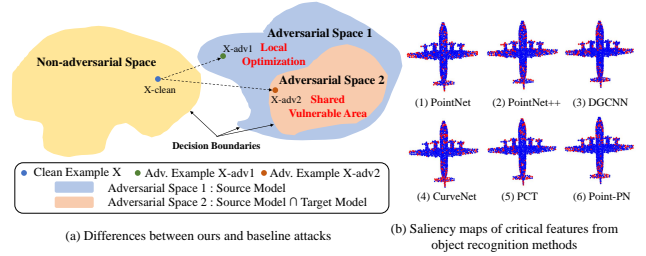 Adversarial Space 1
X-adv1
Local
Optimization
Non-adversarial Space
X-clean
Adversarial Space 2
X-adv2
Shared
Vulnerable Area
Decision Boundaries
Clean Example X
Adv. Example X-adv1
Adv. Example X-adv2
Adversarial Space 1 : Source Model
Adversarial Space 2 : Source Model ∩ Target Model
(a) Differences between ours and baseline attacks
(1) PointNet
(2) PointNet++
(3) DGCNN
(4) CurveNet
(5) PCT
(6) Point-PN
(b) Saliency maps of critical features from
object recognition methods